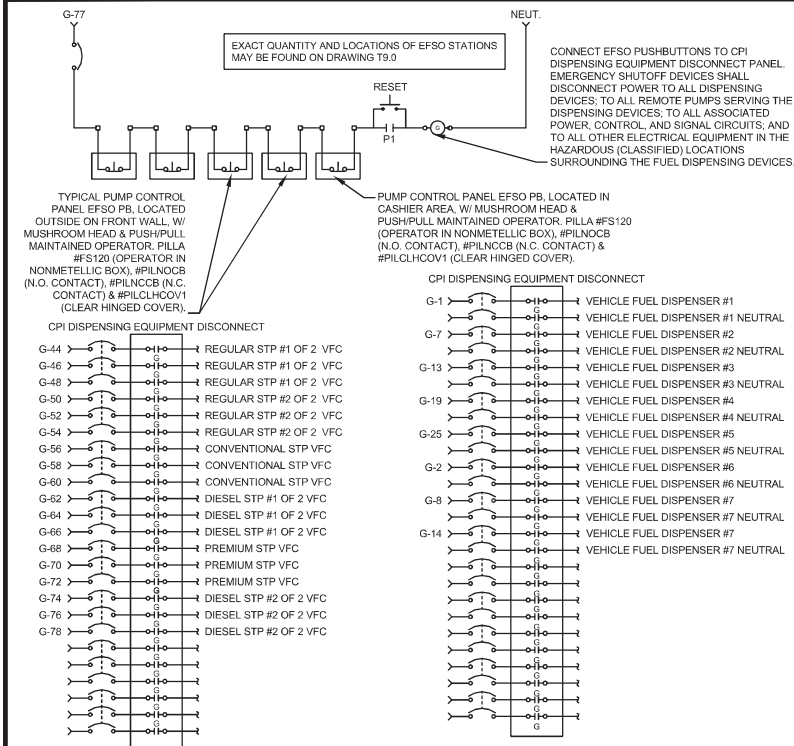 G-77
NEUT.
EXACT QUANTITY AND LOCATIONS OF EFSO STATIONS
MAY BE FOUND ON DRAWING T9.0
RESET
P1
G
CONNECT EFSO PUSHBUTTONS TO CPI
DISPENSING EQUIPMENT DISCONNECT PANEL.
EMERGENCY SHUTOFF DEVICES SHALL
DISCONNECT POWER TO ALL DISPENSING
DEVICES; TO ALL REMOTE PUMPS SERVING THE
DISPENSING DEVICES; TO ALL ASSOCIATED
POWER, CONTROL, AND SIGNAL CIRCUITS; AND
TO ALL OTHER ELECTRICAL EQUIPMENT IN THE
HAZARDOUS (CLASSIFIED) LOCATIONS
SURROUNDING THE FUEL DISPENSING DEVICES.
TYPICAL PUMP CONTROL
PANEL EFSO PB, LOCATED
OUTSIDE ON FRONT WALL, W/
MUSHROOM HEAD & PUSH/PULL
MAINTAINED OPERATOR. PILLA
#FS120 (OPERATOR IN
NONMETELLIC BOX), #PILNOCB
(N.O. CONTACT), #PILNCCB (N.C.
CONTACT) & #PILCLHCOV1
(CLEAR HINGED COVER).
PUMP CONTROL PANEL EFSO PB, LOCATED IN
CASHIER AREA, W/ MUSHROOM HEAD &
PUSH/PULL MAINTAINED OPERATOR. PILLA #FS120
(OPERATOR IN NONMETELLIC BOX), #PILNOCB
(N.O. CONTACT), #PILNCCB (N.C. CONTACT) &
#PILCLHCOV1 (CLEAR HINGED COVER).
CPI DISPENSING EQUIPMENT DISCONNECT
G-44 REGULAR STP #1 OF 2 VFC
G
G-46 REGULAR STP #1 OF 2 VFC
G
G-48 REGULAR STP #1 OF 2 VFC
G
G-50 REGULAR STP #2 OF 2 VFC
G
G-52 REGULAR STP #2 OF 2 VFC
G
G-54 REGULAR STP #2 OF 2 VFC
G
G-56 CONVENTIONAL STP VFC
G
G-58 CONVENTIONAL STP VFC
G
G-60 CONVENTIONAL STP VFC
G
G-62 DIESEL STP #1 OF 2 VFC
G
G-64 DIESEL STP #1 OF 2 VFC
G
G-66 DIESEL STP #1 OF 2 VFC
G
G-68 PREMIUM STP VFC
G
G-70 PREMIUM STP VFC
G
G-72 PREMIUM STP VFC
G
G-74 DIESEL STP #2 OF 2 VFC
G
G-76 DIESEL STP #2 OF 2 VFC
G
G-78 DIESEL STP #2 OF 2 VFC
G
G
G
G
G
G
G
CPI DISPENSING EQUIPMENT DISCONNECT
G-1 VEHICLE FUEL DISPENSER #1
G
VEHICLE FUEL DISPENSER #1 NEUTRAL
G
G-7 VEHICLE FUEL DISPENSER #2
G
VEHICLE FUEL DISPENSER #2 NEUTRAL
G
G-13 VEHICLE FUEL DISPENSER #3
G
VEHICLE FUEL DISPENSER #3 NEUTRAL
G
G-19 VEHICLE FUEL DISPENSER #4
G
VEHICLE FUEL DISPENSER #4 NEUTRAL
G
G-25 VEHICLE FUEL DISPENSER #5
G
VEHICLE FUEL DISPENSER #5 NEUTRAL
G
G-2 VEHICLE FUEL DISPENSER #6
G
VEHICLE FUEL DISPENSER #6 NEUTRAL
G
G-8 VEHICLE FUEL DISPENSER #7
G
VEHICLE FUEL DISPENSER #7 NEUTRAL
G
G-14 VEHICLE FUEL DISPENSER #7
G
VEHICLE FUEL DISPENSER #7 NEUTRAL
G
G
G
G
G
G
G
G
G
G
G